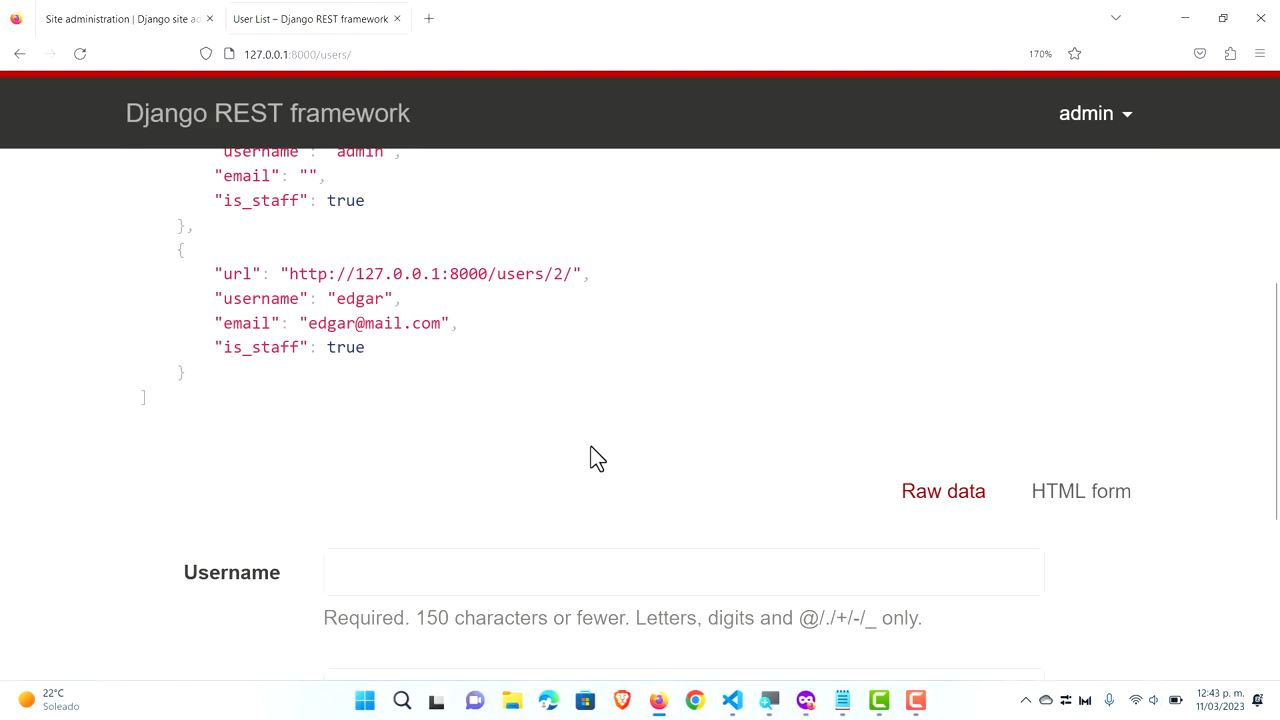 Site administration | Django site ad
User List – Django REST framework
127.0.0.1:8000/users/
170%
Django REST framework
admin
"username": "admin",
"email": "",
"is_staff": true
},
{
"url": "http://127.0.0.1:8000/users/2/",
"username": "edgar",
"email": "edgar@mail.com",
"is_staff": true
}
]
Raw data
HTML form
Username
Required. 150 characters or fewer. Letters, digits and @/./+/-/_ only.
22°C
Soleado
12:43 p. m.
11/03/2023